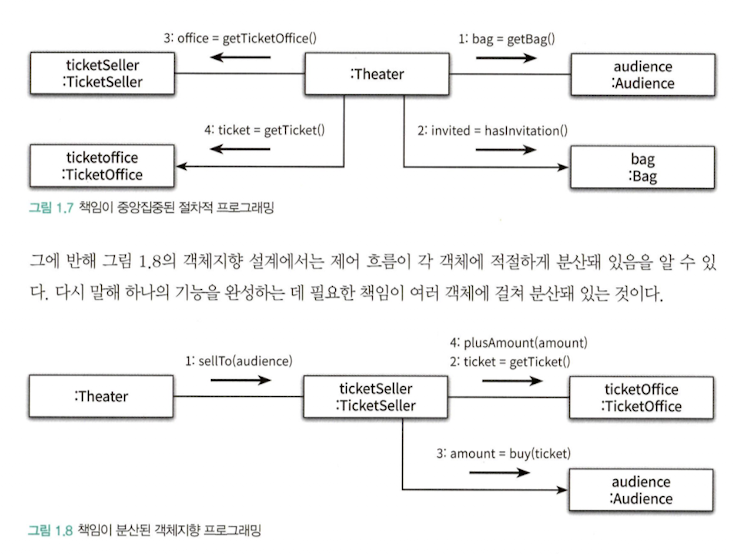 3: office = getTicketOffice()
1: bag = getBag()
ticketSeller
:TicketSeller
:Theater
audience
:Audience
4: ticket = getTicket()
2: invited = hasInvitation()
ticketoffice
:TicketOffice
bag
:Bag
그림 1.7 책임이 중앙집중된 절차적 프로그래밍
그에 반해 그림 1.8의 객체지향 설계에서는 제어 흐름이 각 객체에 적절하게 분산돼 있음을 알 수 있
다. 다시 말해 하나의 기능을 완성하는 데 필요한 책임이 여러 객체에 걸쳐 분산돼 있는 것이다.
4: plusAmount(amount)
1: sellTo(audience)
2: ticket = getTicket()
:Theater
ticketSeller
:TicketSeller
ticketOffice
:TicketOffice
3: amount = buy(ticket)
audience
:Audience
그림 1.8 책임이 분산된 객체지향 프로그래밍